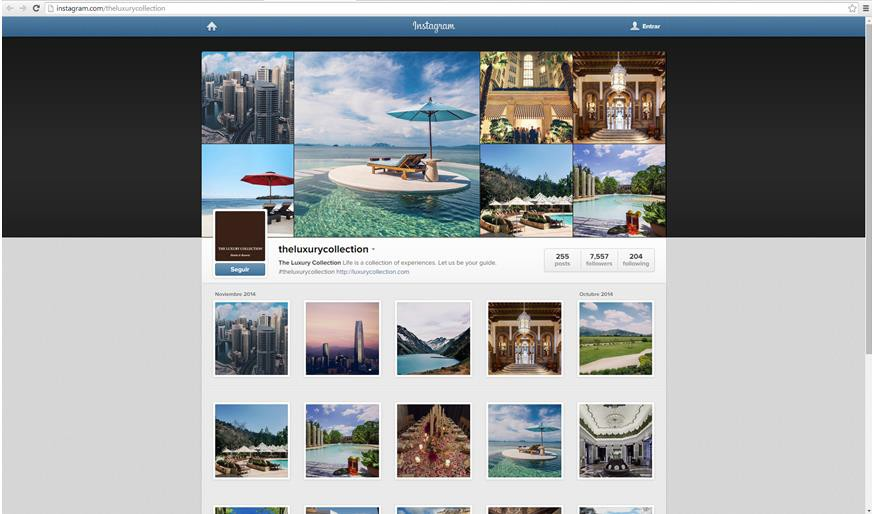 instagram.com/theluxurycollection
Instagram
Entrar
THE LUXURY COLLECTION
Hotels & Resorts
Seguir
theluxurycollection
The Luxury Collection Life is a collection of experiences. Let us be your guide.
#theluxurycollection http://luxurycollection.com
255 7,557 204
posts followers following
Noviembre 2014 Octubre 2014